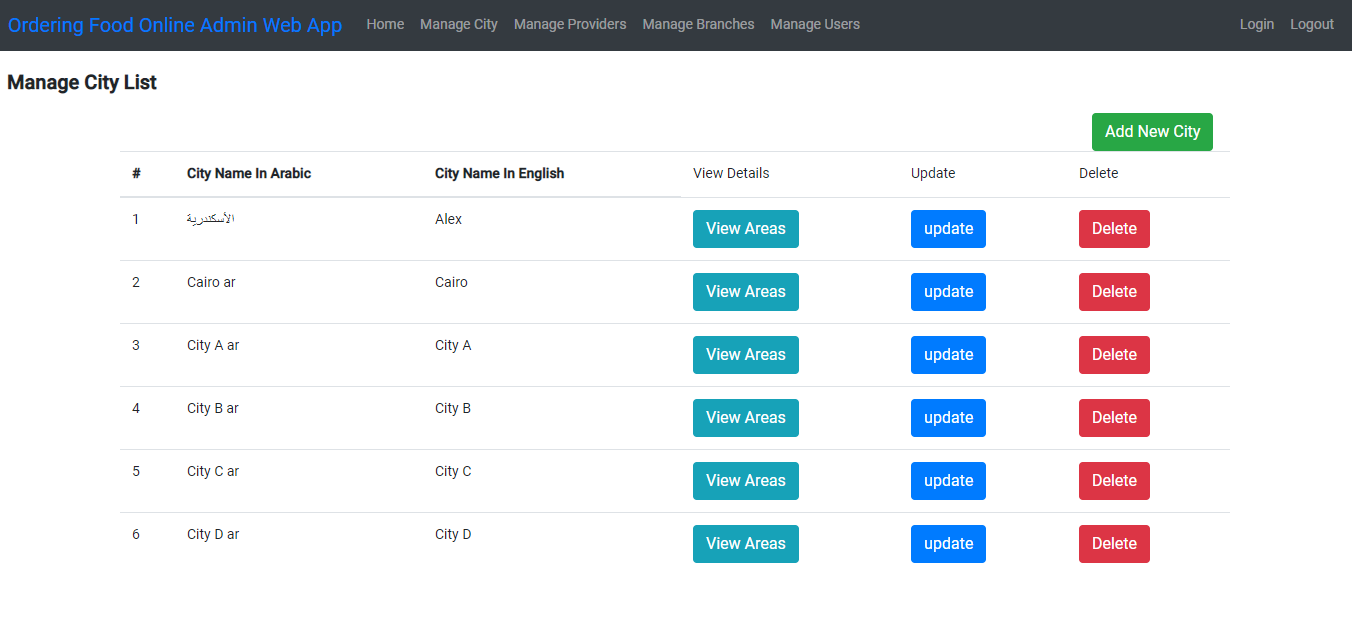 Ordering Food Online Admin Web App Home Manage City Manage Providers Manage Branches Manage Users Login Logout
Manage City List
Add New City
# City Name In Arabic City Name In English View Details Update Delete
1 الأسكندرية Alex View Areas update Delete
2 Cairo ar Cairo View Areas update Delete
3 City A ar City A View Areas update Delete
4 City B ar City B View Areas update Delete
5 City C ar City C View Areas update Delete
6 City D ar City D View Areas update Delete